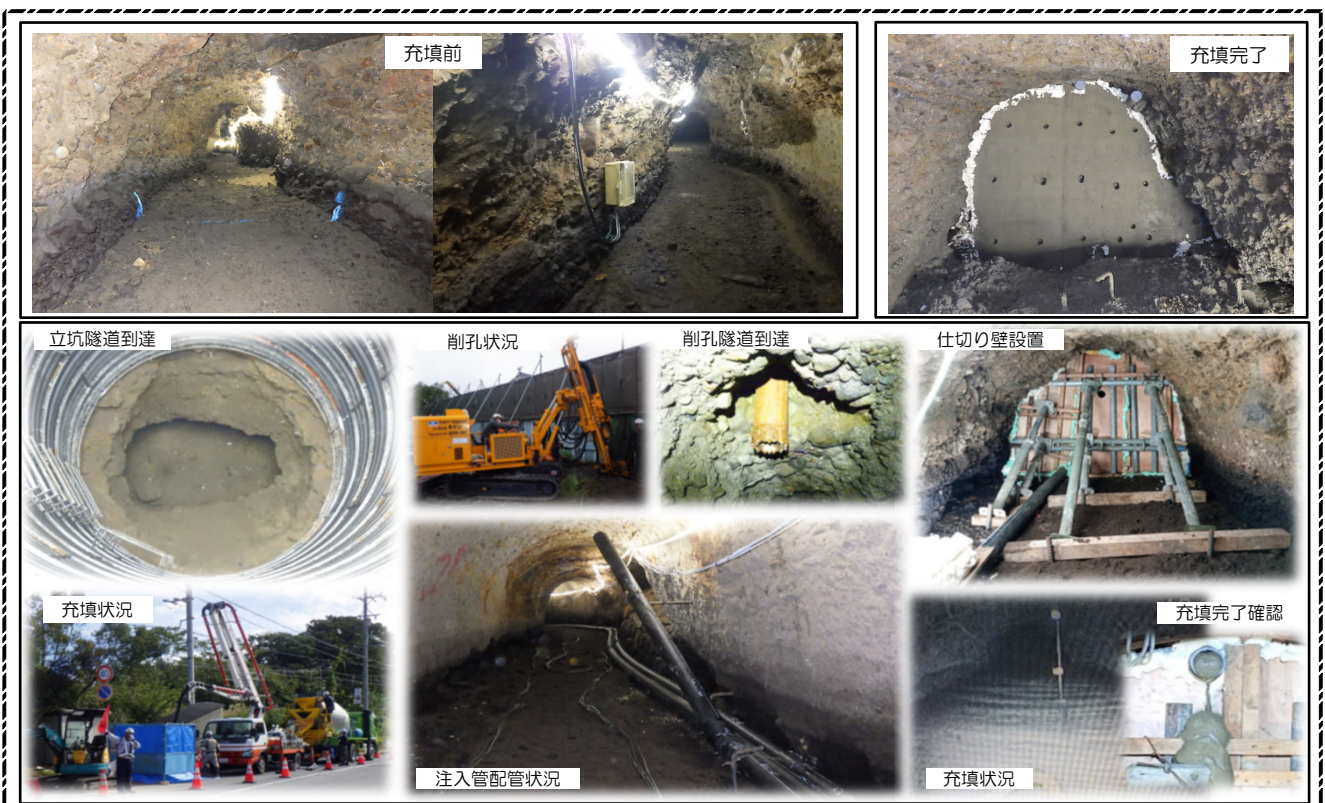 充填前
充填完了
立坑隧道到達
削孔状況
削孔隧道到達
仕切り壁設置
充填状況
充填完了確認
注入管配管状況
充填状況